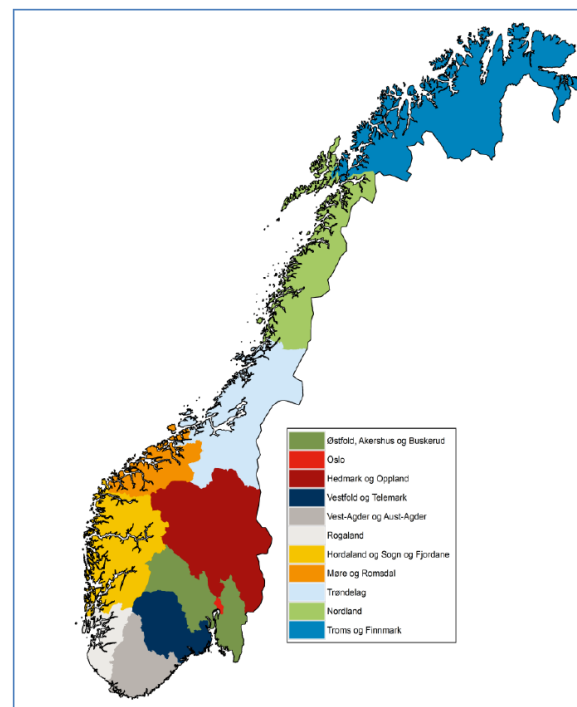 Østfold, Akershus og Buskerud
Oslo
Hedmark og Oppland
Vestfold og Telemark
Vest-Agder og Aust-Agder
Rogaland
Hordaland og Sogn og Fjordane
Møre og Romsdal
Trøndelag
Nordland
Troms og Finnmark